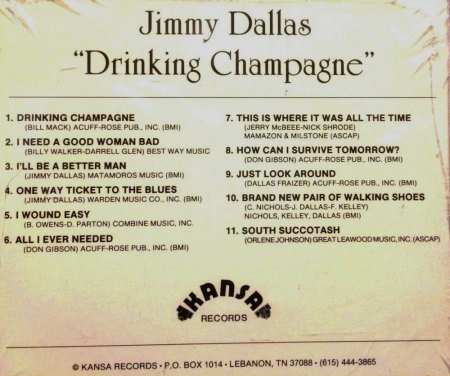 Jimmy Dallas
“Drinking Champagne”
1. DRINKING CHAMPAGNE
(BILL MACK) ACUFF-ROSE PUB., INC. (BMI)
2. I NEED A GOOD WOMAN BAD
(BILLY WALKER-DARRELL GLEN) BEST WAY MUSIC
3. I'LL BE A BETTER MAN
(JIMMY DALLAS) MATAMOROS MUSIC (BMI)
4. ONE WAY TICKET TO THE BLUES
(JIMMY DALLAS) WARDEN MUSIC CO., INC. (BMI)
5. I WOUND EASY
(B. OWENS-D. PARTON) COMBINE MUSIC, INC.
6. ALL I EVER NEEDED
(DON GIBSON) ACUFF-ROSE PUB., INC. (BMI)
7. THIS IS WHERE IT WAS ALL THE TIME
(JERRY McBEEE-NICK SHRODE)
MAMAZON & MILSTONE (ASCAP)
8. HOW CAN I SURVIVE TOMORROW?
(DON GIBSON) ACUFF-ROSE PUB., INC. (BMI)
9. JUST LOOK AROUND
(DALLAS FRAIZER) ACUFF-ROSE PUB., INC. (BMI)
10. BRAND NEW PAIR OF WALKING SHOES
(C. NICHOLS-J. DALLAS-F. KELLEY)
NICHOLS, KELLEY, DALLAS (BMI)
11. SOUTH SUCCOTASH
(ORLENE JOHNSON) GREAT LEAWOOD MUSIC, INC. (ASCAP)
KANSA
RECORDS
© KANSA RECORDS • P.O. BOX 1014 • LEBANON, TN 37088 • (615) 444-3865